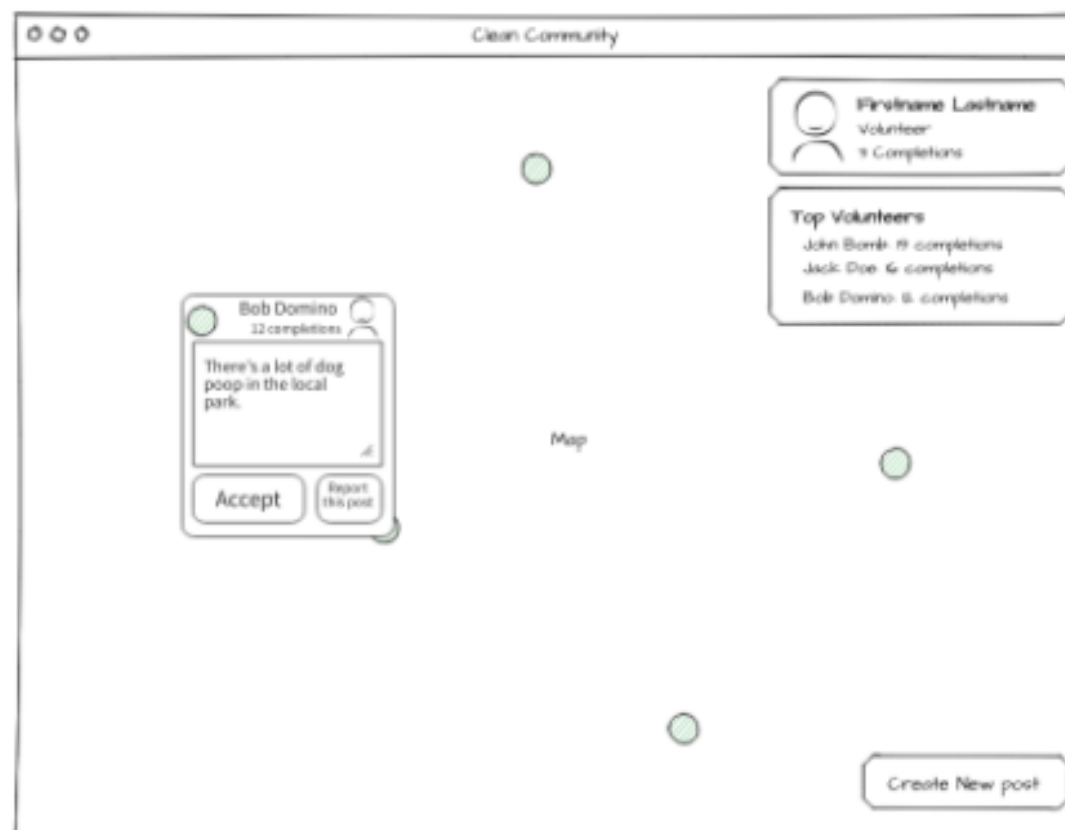 Clean Community
Firstname Lastname
Volunteer
Completions
Top Volunteers
John Bomb: 19 completions
Jack Doe: 6 completions
Bob Domino: completions
Bob Domino
12 completions
There's a lot of dog
poop in the local
park.
Map
Accept
Report
this post
Create New post